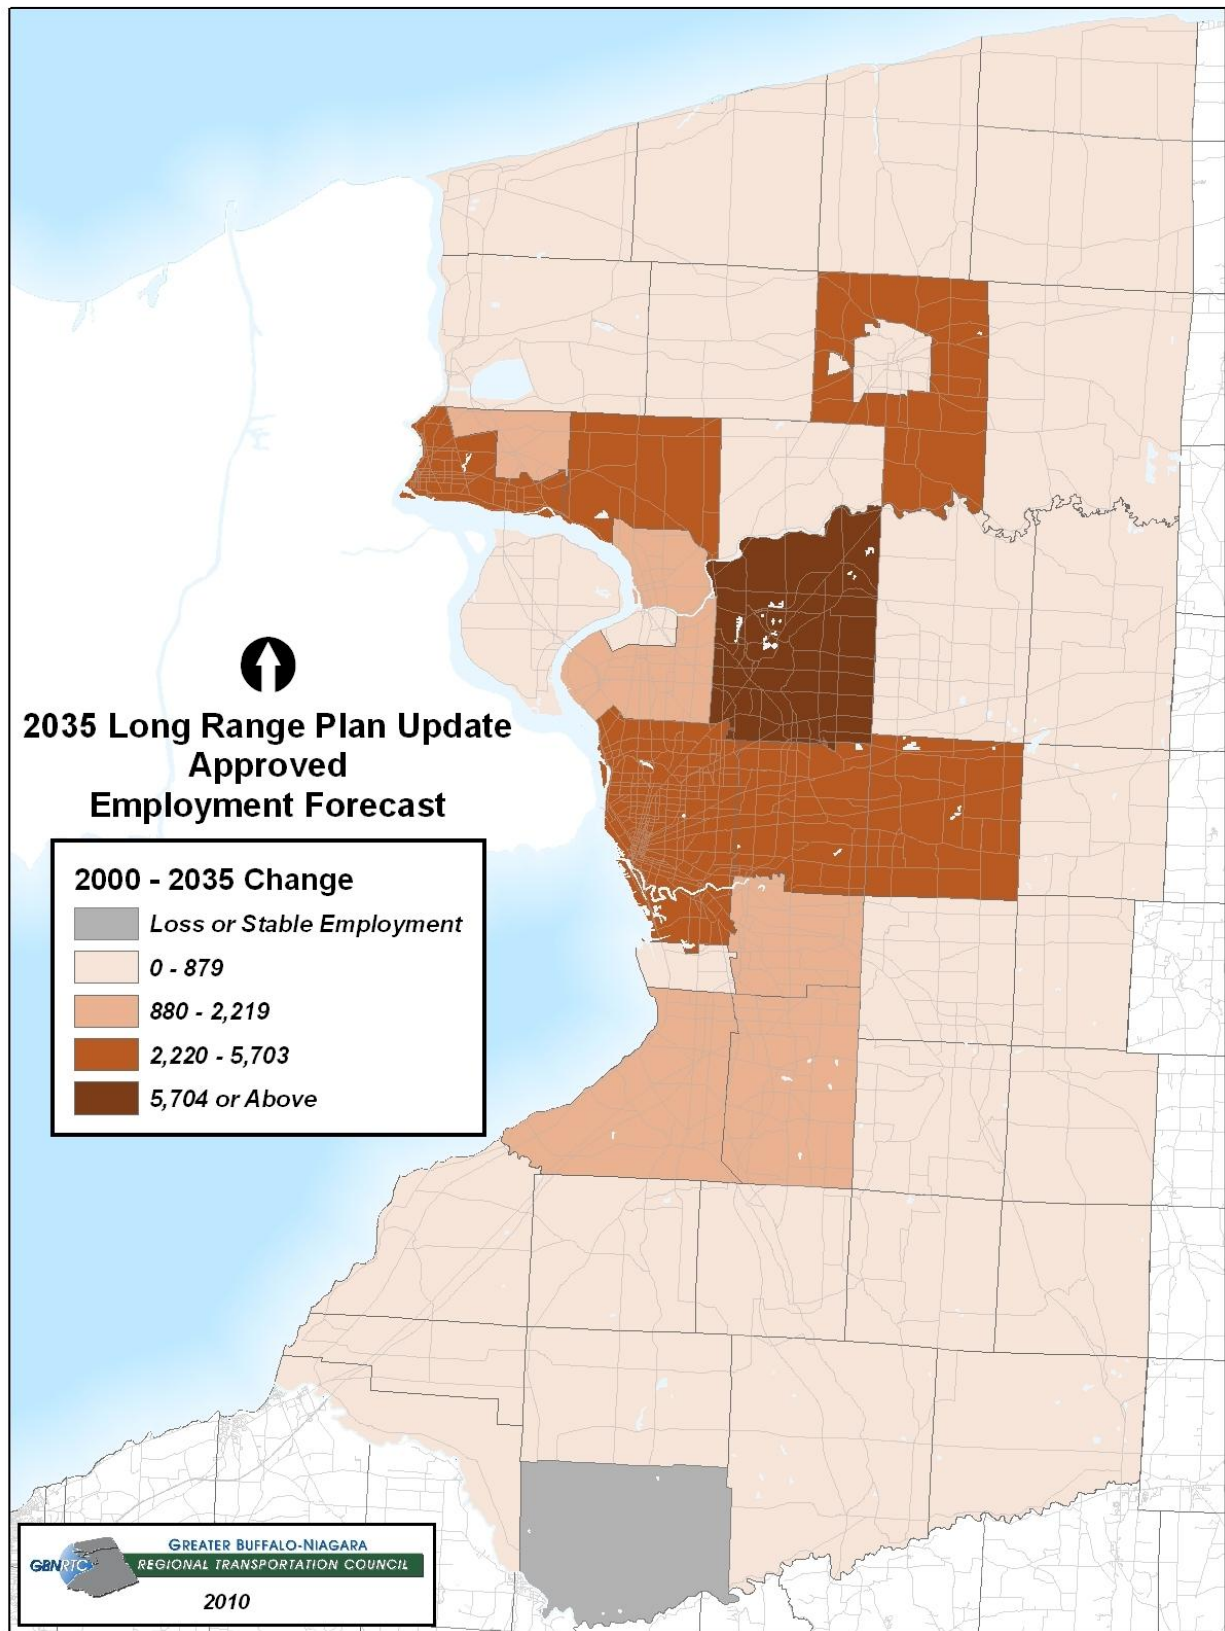 2035 Long Range Plan Update
Approved
Employment Forecast
2000 - 2035 Change
Loss or Stable Employment
0 - 879
880 - 2,219
2,220 - 5,703
5,704 or Above
GBNRTC
GREATER BUFFALO-NIAGARA
REGIONAL TRANSPORTATION COUNCIL
2010